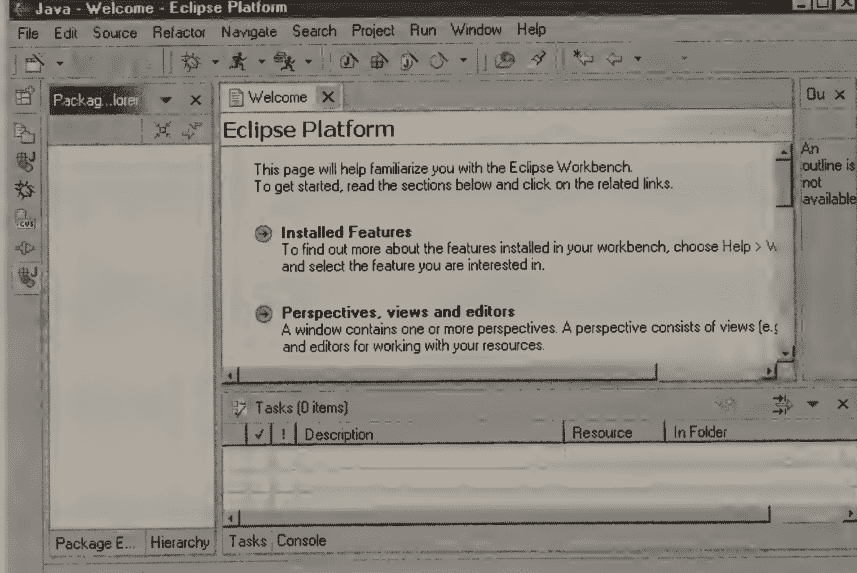 Java - Welcome - Eclipse Platform
File Edit Source Refactor Navigate Search Project Run Window Help
Packag...lorer
Welcome
Ou
Eclipse Platform
This page will help familiarize you with the Eclipse Workbench.
To get started, read the sections below and click on the related links.
An
outline is
not
available
Installed Features
To find out more about the features installed in your workbench, choose Help > W
and select the feature you are interested in.
Perspectives, views and editors
A window contains one or more perspectives. A perspective consists of views (e.g
and editors for working with your resources.
Tasks (0 items)
! Description Resource In Folder
Package E... Hierarchy
Tasks Console